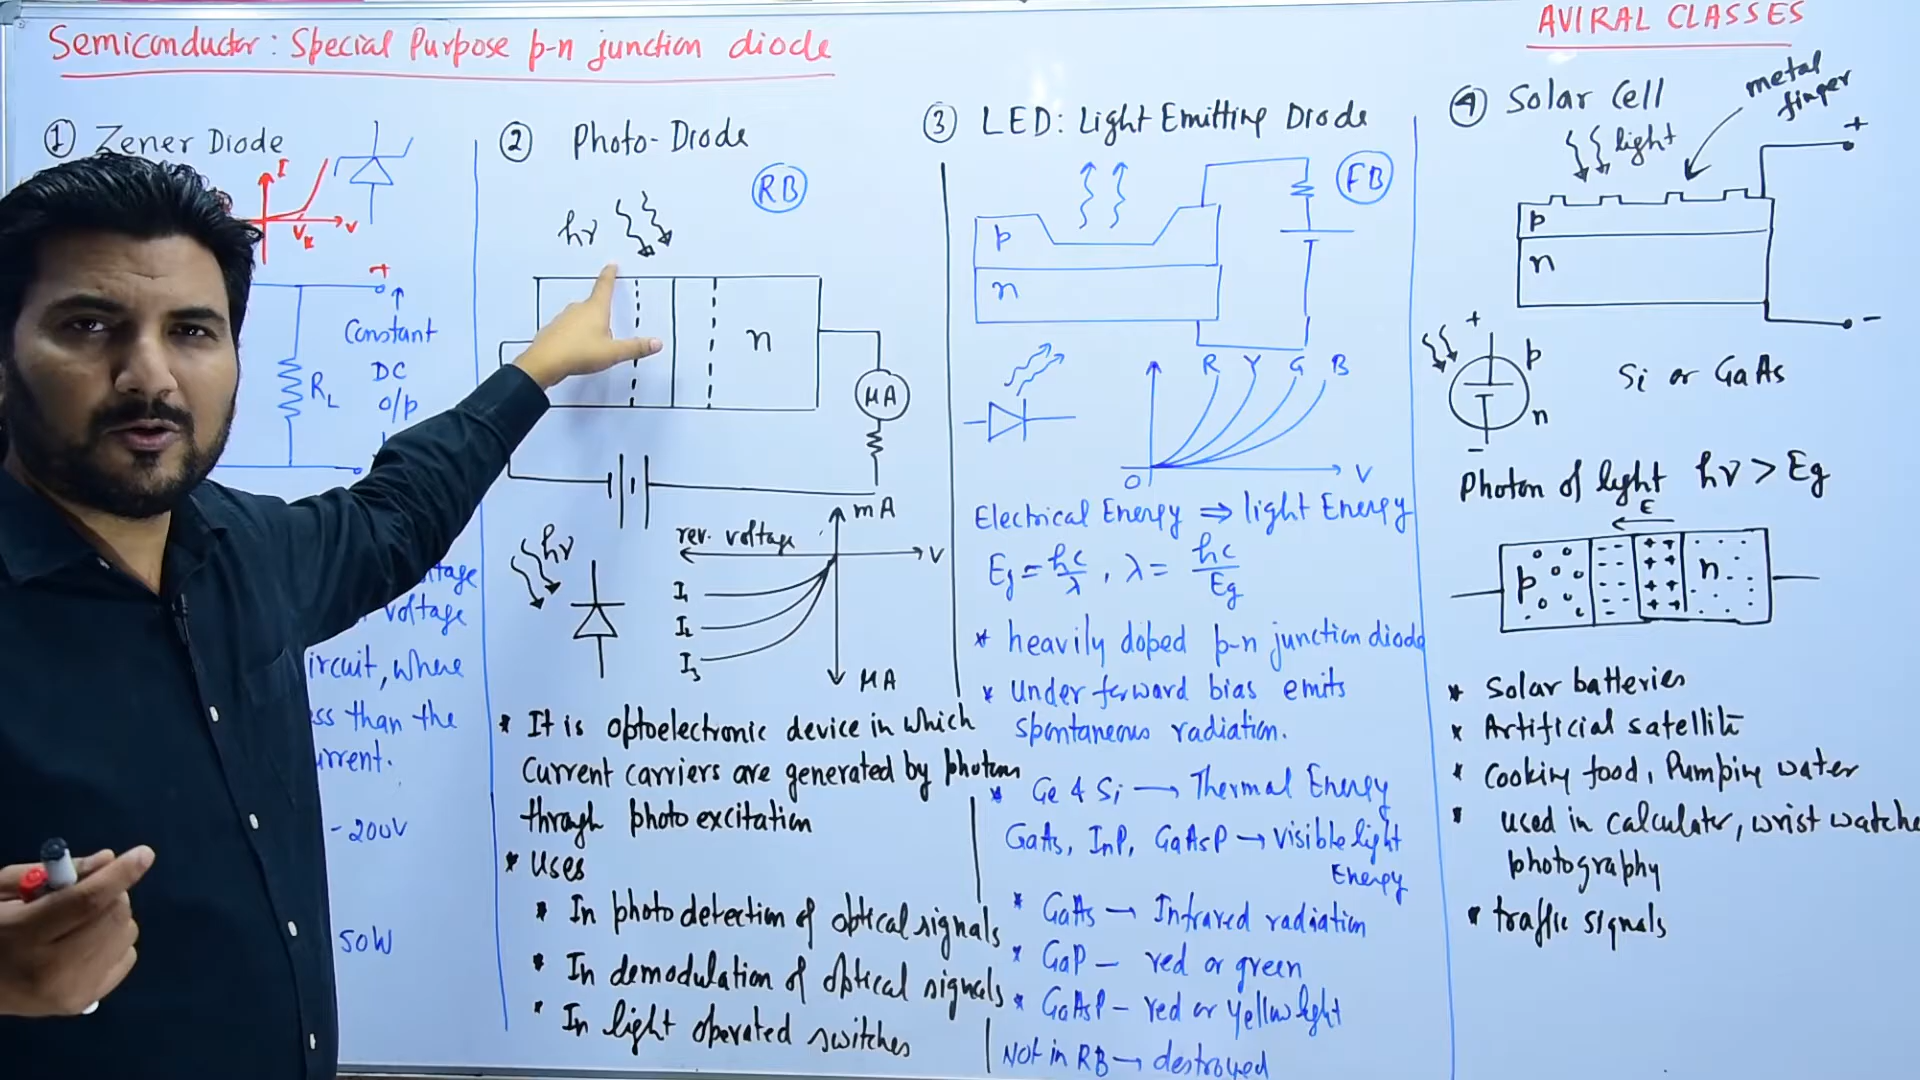 Semiconductor: Special Purpose p-n junction diode
AVIRAL CLASSES
① Zener Diode
I
V
Vk
+
Constant
DC
o/p
RL
voltage
ircuit, where
ss than the
urrent.
- 200V
50W
② Photo-Diode
RB
hν
n
μA
hν
rev. voltage
mA
V
I1
I2
I3
μA
* It is optoelectronic device in which
Current carriers are generated by photons
through photo excitation
* Uses
* In photo detection of optical signals
* In demodulation of optical signals
* In light operated switches
③ LED: Light Emitting Diode
FB
p
n
R Y G B
O
V
Electrical Energy ⇒ light Energy
Eg = hc/λ, λ = hc/Eg
* heavily doped p-n junction diode
* Under forward bias emits
spontaneous radiation.
* Ge & Si → Thermal Energy
GaAs, InP, GaAsP → visible light
Energy
* GaAs → Infrared radiation
* GaP – red or green
* GaAsP – red or yellow light
Not in RB → destroyed
④ Solar Cell
metal
finger
light
+
p
n
-
+
p
n
-
Si or GaAs
Photon of light hν > Eg
E
p
n
* Solar batteries
* Artificial satellite
* Cooking food, Pumping water
* used in calculator, wrist watche
photography
* traffic signals